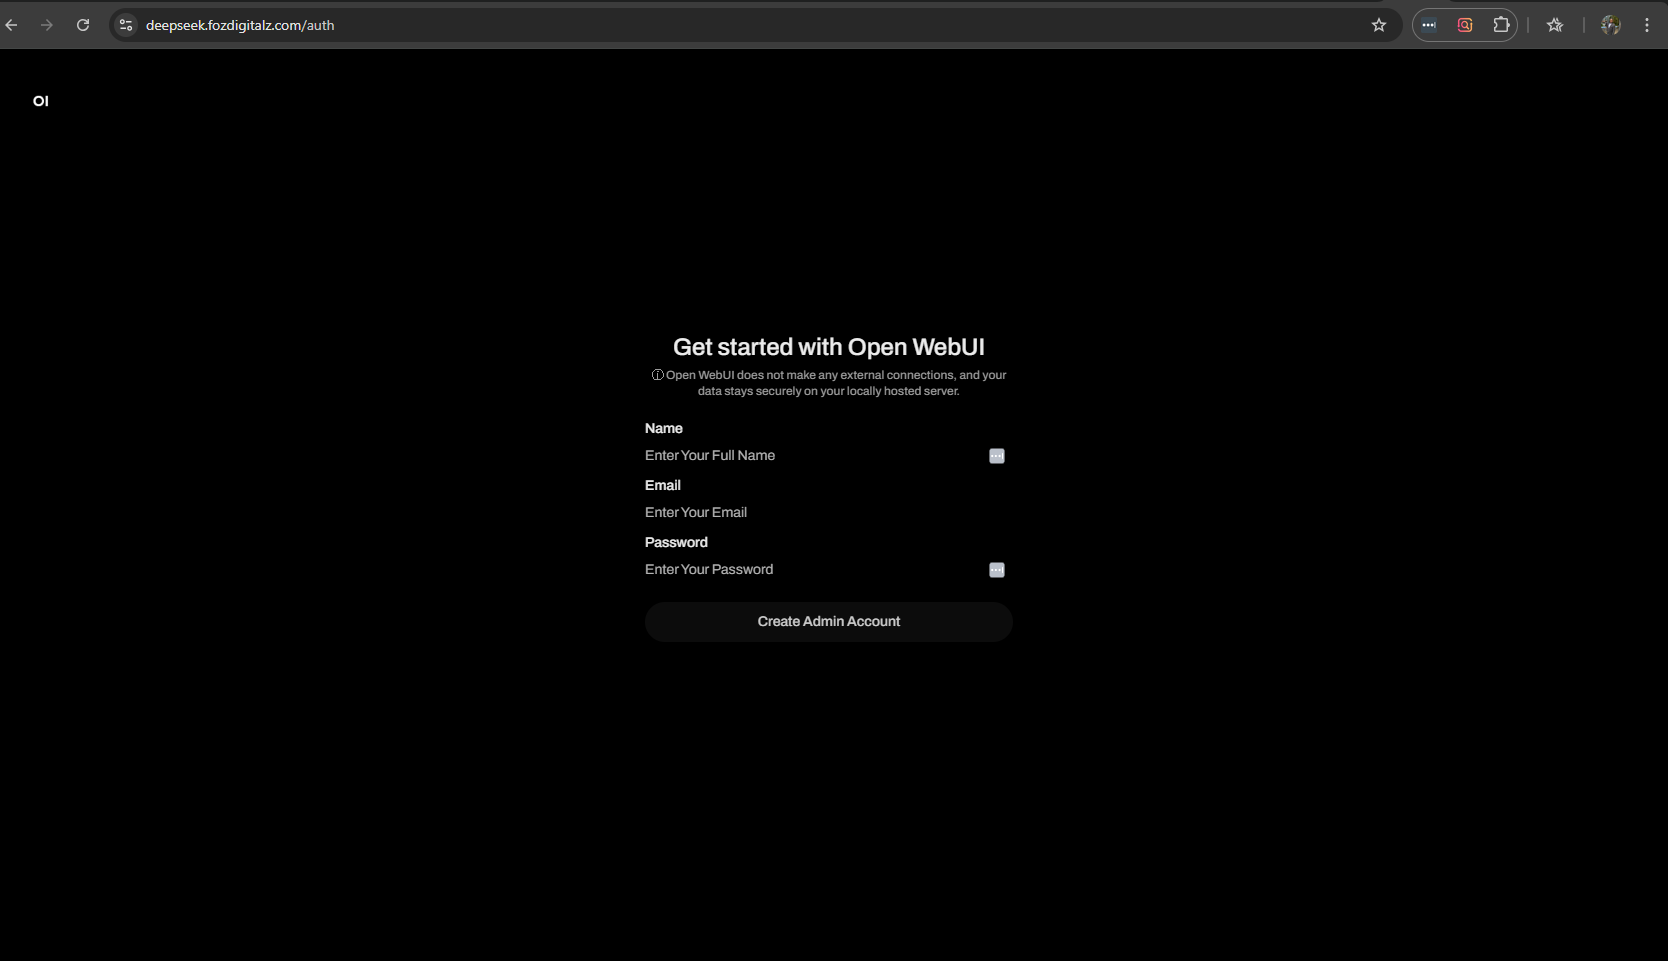 deepseek.fozdigitalz.com/auth
OI
Get started with Open WebUI
ⓘ Open WebUI does not make any external connections, and your
data stays securely on your locally hosted server.
Name
Enter Your Full Name
Email
Enter Your Email
Password
Enter Your Password
Create Admin Account